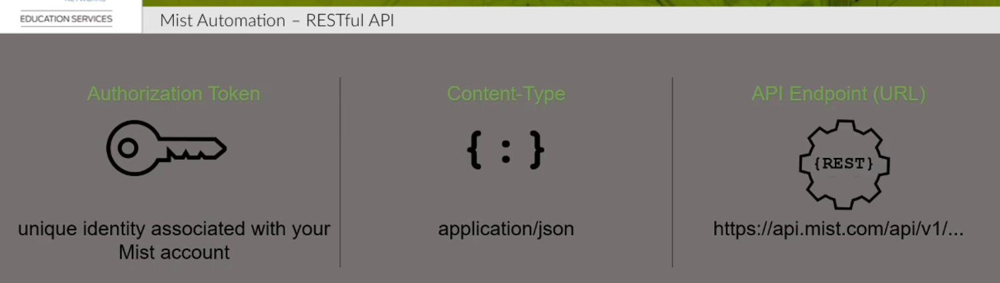 NETWORKS
EDUCATION SERVICES
Mist Automation – RESTful API
Authorization Token
unique identity associated with your
Mist account
Content-Type
{ : }
application/json
API Endpoint (URL)
{REST}
https://api.mist.com/api/v1/...